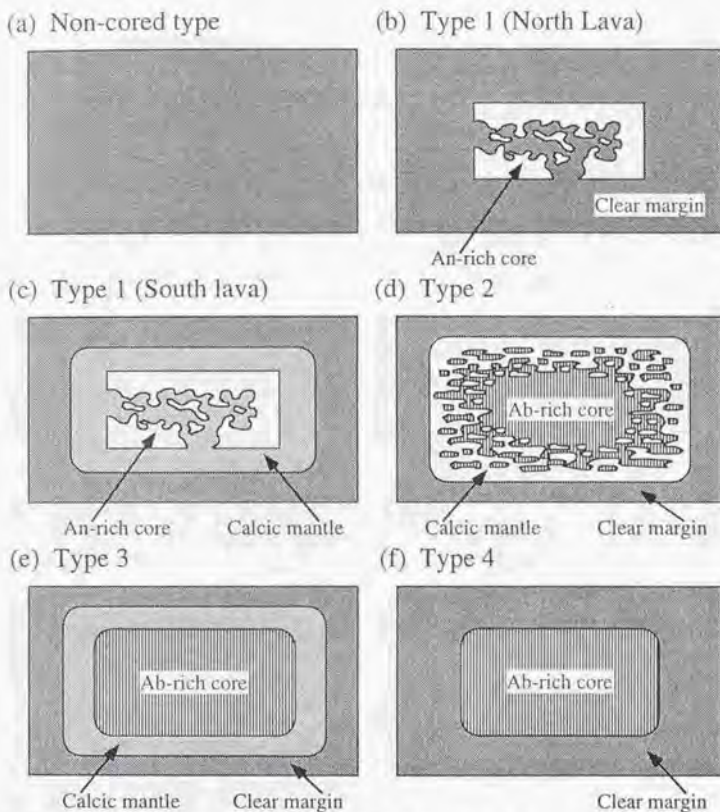 (a) Non-cored type
(b) Type 1 (North Lava)
Clear margin
An-rich core
(c) Type 1 (South lava)
An-rich core
Calcic mantle
(d) Type 2
Ab-rich core
Calcic mantle
Clear margin
(e) Type 3
Ab-rich core
Calcic mantle
Clear margin
(f) Type 4
Ab-rich core
Clear margin